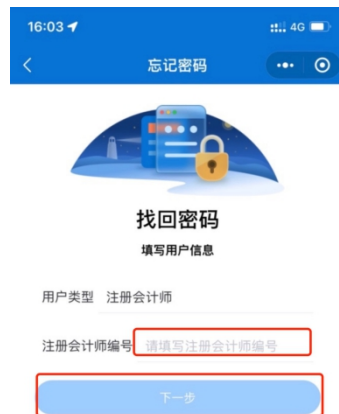 16:03 4G
忘记密码
找回密码
填写用户信息
用户类型 注册会计师
注册会计师编号 请填写注册会计师编号
下一步